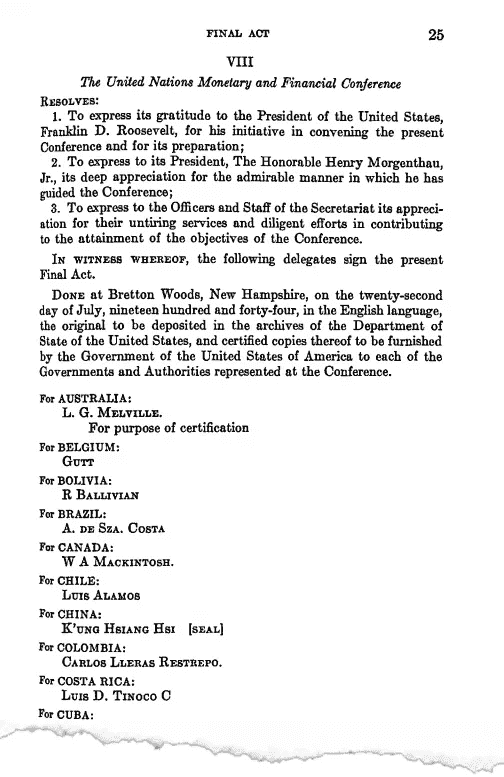 FINAL ACT 25
VIII
The United Nations Monetary and Financial Conference
RESOLVES:
1. To express its gratitude to the President of the United States,
Franklin D. Roosevelt, for his initiative in convening the present
Conference and for its preparation;
2. To express to its President, The Honorable Henry Morgenthau,
Jr., its deep appreciation for the admirable manner in which he has
guided the Conference;
3. To express to the Officers and Staff of the Secretariat its appreci-
ation for their untiring services and diligent efforts in contributing
to the attainment of the objectives of the Conference.
IN WITNESS WHEREOF, the following delegates sign the present
Final Act.
DONE at Bretton Woods, New Hampshire, on the twenty-second
day of July, nineteen hundred and forty-four, in the English language,
the original to be deposited in the archives of the Department of
State of the United States, and certified copies thereof to be furnished
by the Government of the United States of America to each of the
Governments and Authorities represented at the Conference.
For AUSTRALIA:
L. G. MELVILLE.
For purpose of certification
For BELGIUM:
GUTT
For BOLIVIA:
R BALLIVIAN
For BRAZIL:
A. DE SZA. COSTA
For CANADA:
W A MACKINTOSH.
For CHILE:
LUIS ALAMOS
For CHINA:
K'UNG HSIANG HSI [SEAL]
For COLOMBIA:
CARLOS LLERAS RESTREPO.
For COSTA RICA:
LUIS D. TINOCO C
For CUBA: